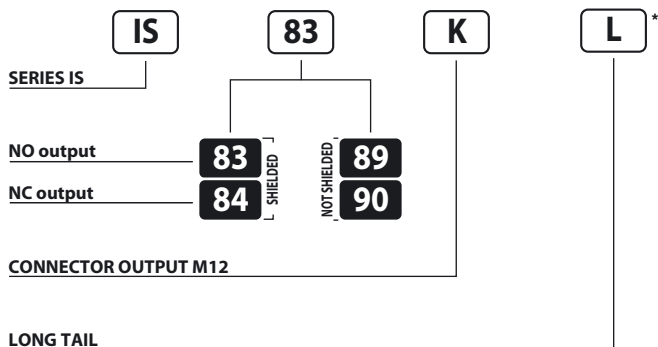 IS 83 K L *
SERIES IS
NO output 83 89
NC output 84 90
SHIELDED
NOT SHIELDED
CONNECTOR OUTPUT M12
LONG TAIL